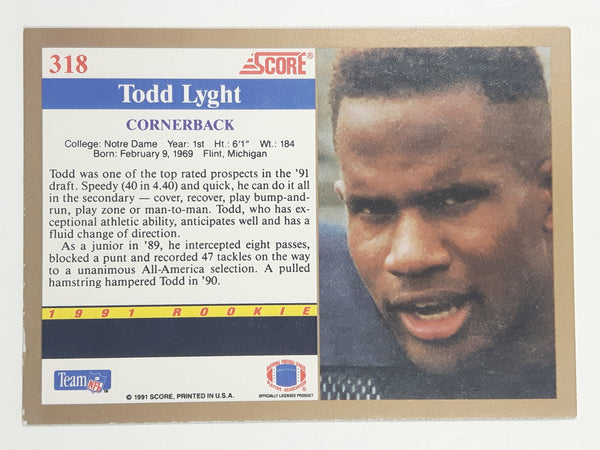 318
SCORE®
Todd Lyght
CORNERBACK
College: Notre Dame Year: 1st Ht.: 6'1" Wt.: 184
Born: February 9, 1969 Flint, Michigan
Todd was one of the top rated prospects in the '91
draft. Speedy (40 in 4.40) and quick, he can do it all
in the secondary — cover, recover, play bump-and-
run, play zone or man-to-man. Todd, who has ex-
ceptional athletic ability, anticipates well and has a
fluid change of direction.
As a junior in '89, he intercepted eight passes,
blocked a punt and recorded 47 tackles on the way
to a unanimous All-America selection. A pulled
hamstring hampered Todd in '90.
1991 ROOKIE
Team NFL
© 1991 SCORE, PRINTED IN U.S.A.
OFFICIALLY LICENSED PRODUCT